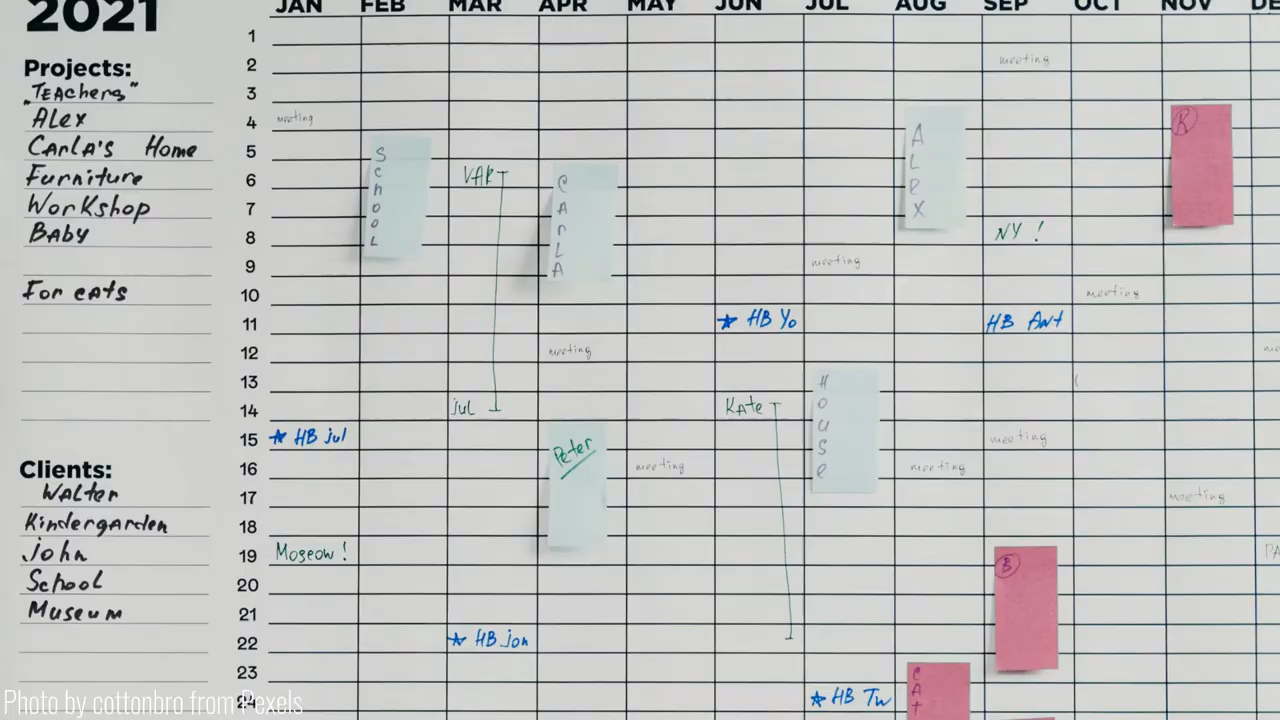 2021
JAN FEB MAR APR MAY JUN JUL AUG SEP OCT NOV
Projects:
„TEAchers"
ALex
CArLA'S Home
Furniture
WorKshop
BABY
For cAts
Clients:
WALter
KindergArden
john
School
Museum
1
2 meeting
3
4 meeting
5
6 VAR
7
8 NY !
9 meeting
10 meeting
11 HB Yo HB Ant
12 meeting
13
14 jul KAte
15 HB jul meeting
16 meeting meeting
17 meeting
18
19 Moscow !
20
21
22 HB jon
23
24 HB Tw
School
CArLA
Peter
House
ALex
R
B
CAt
Photo by cottonbro from Pexels